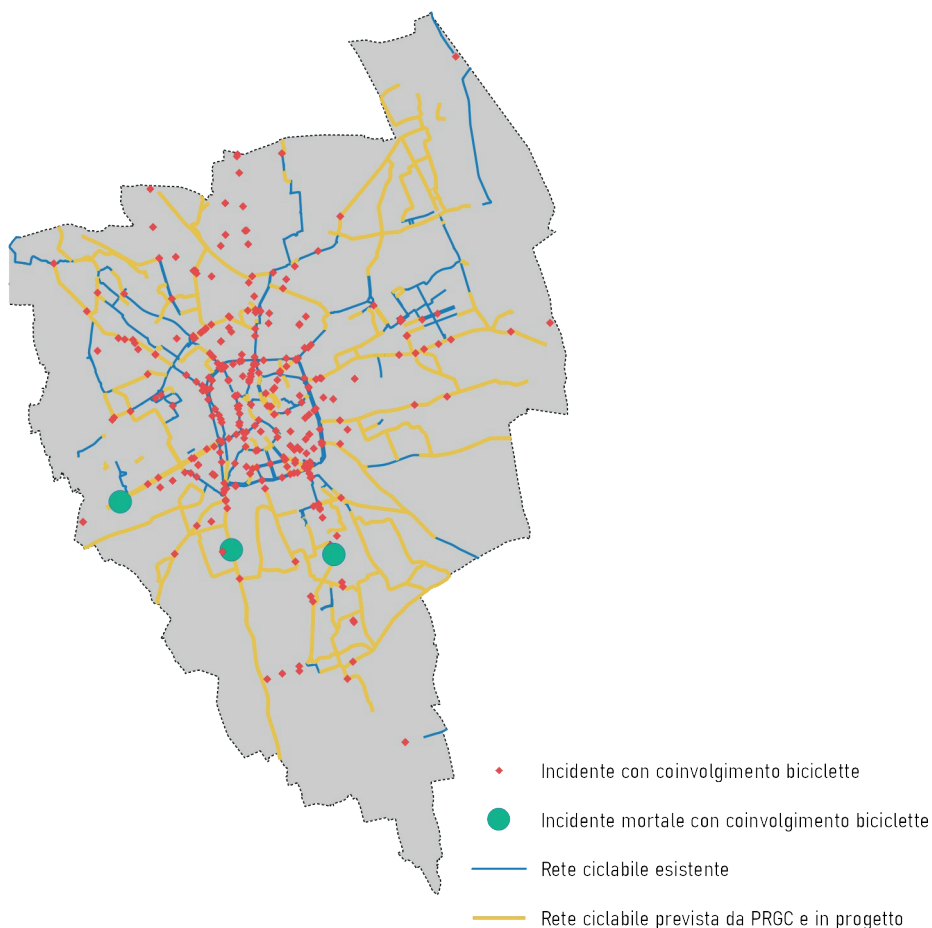 Incidente con coinvolgimento biciclette
Incidente mortale con coinvolgimento biciclette
Rete ciclabile esistente
Rete ciclabile prevista da PRGC e in progetto